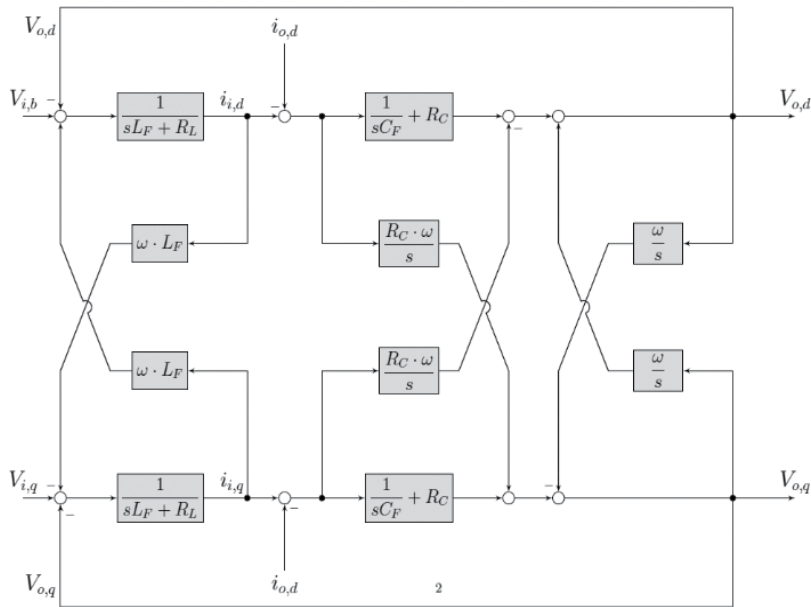 V_{o,d}
i_{o,d}
V_{i,b}
−
1/(sL_F + R_L)
i_{i,d}
−
1/(sC_F) + R_C
−
V_{o,d}
ω · L_F
R_C · ω/s
ω/s
ω · L_F
R_C · ω/s
ω/s
V_{i,q}
−
−
1/(sL_F + R_L)
i_{i,q}
−
1/(sC_F) + R_C
−
V_{o,q}
V_{o,q}
i_{o,d}
2